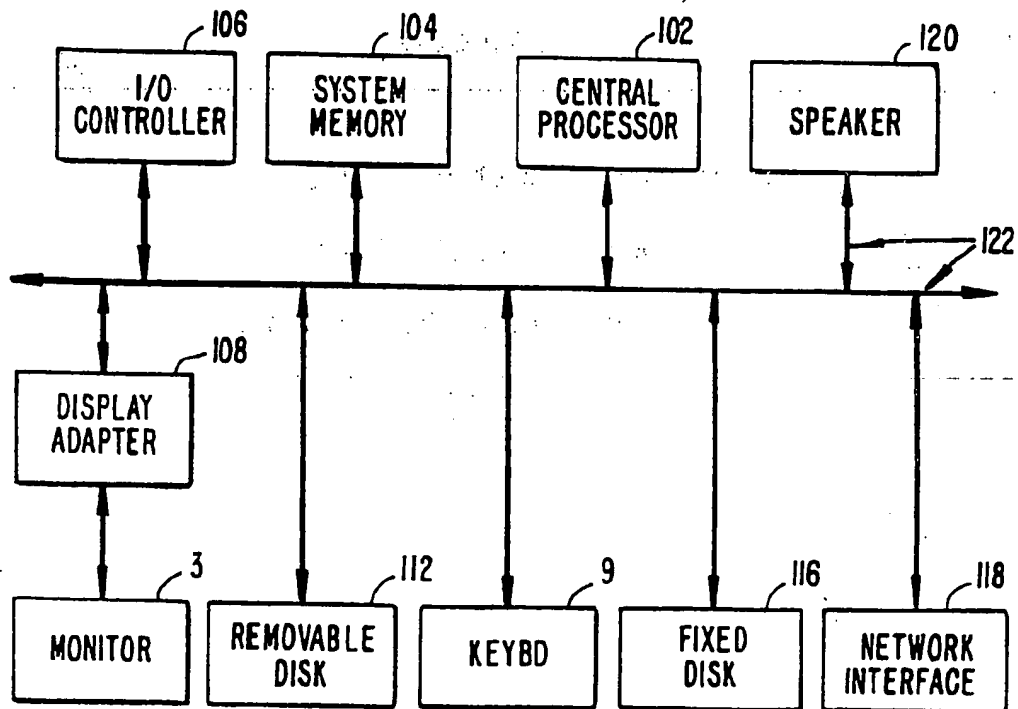 106
104
102
120
I/O
CONTROLLER
SYSTEM
MEMORY
CENTRAL
PROCESSOR
SPEAKER
122
108
DISPLAY
ADAPTER
3
112
9
116
118
MONITOR
REMOVABLE
DISK
KEYBD
FIXED
DISK
NETWORK
INTERFACE